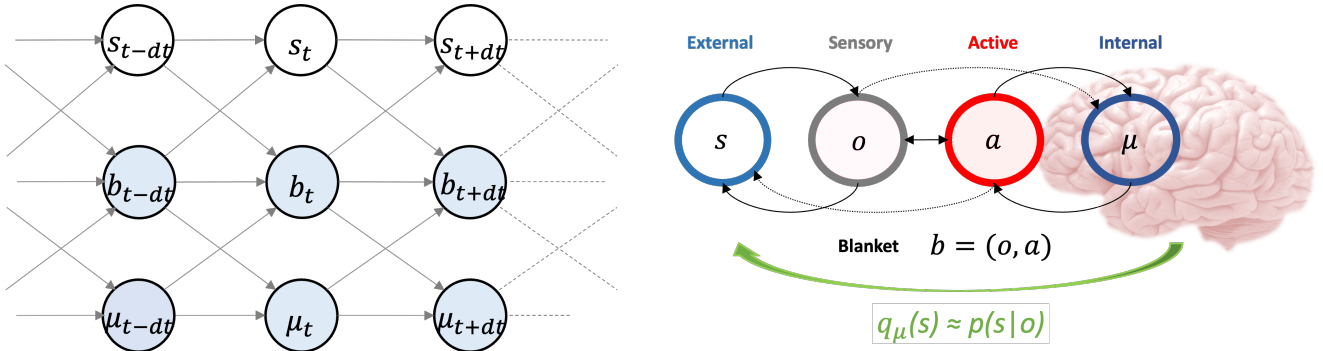 s_{t-dt} s_t s_{t+dt}
b_{t-dt} b_t b_{t+dt}
μ_{t-dt} μ_t μ_{t+dt}
External Sensory Active Internal
s o a μ
Blanket b = (o, a)
q_μ(s) ≈ p(s|o)